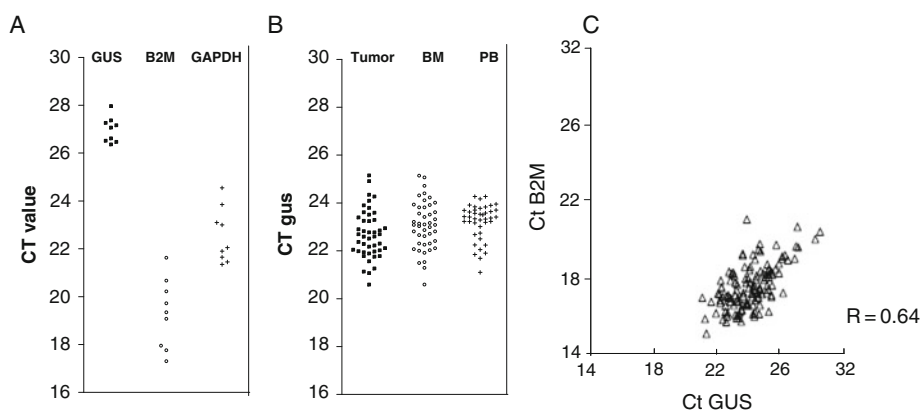 A
GUS B2M GAPDH
CT value
30
28
26
24
22
20
18
16
B
Tumor BM PB
CT gus
30
28
26
24
22
20
18
16
C
Ct B2M
32
26
22
18
14
14 18 22 26 32
Ct GUS
R = 0.64